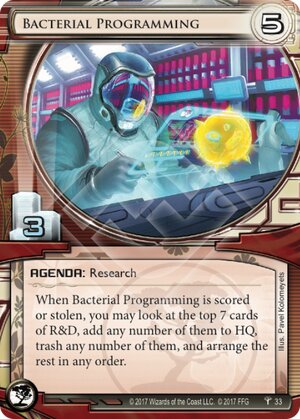 Bacterial Programming
5
3
AGENDA: Research
When Bacterial Programming is scored
or stolen, you may look at the top 7 cards
of R&D, add any number of them to HQ,
trash any number of them, and arrange the
rest in any order.
Illus. Pavel Kolomeyets
© 2017 Wizards of the Coast LLC. © 2017 FFG
33